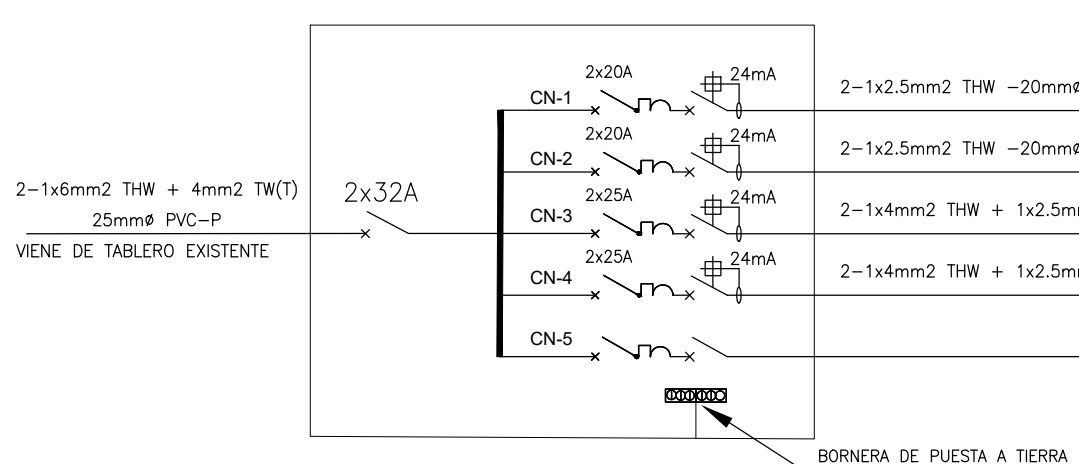 2x20A
24mA
CN-1
2-1x2.5mm2 THW -20mmø
2x20A
24mA
CN-2
2-1x2.5mm2 THW -20mmø
2-1x6mm2 THW + 4mm2 TW(T)
25mmø PVC-P
VIENE DE TABLERO EXISTENTE
2x32A
2x25A
24mA
CN-3
2-1x4mm2 THW + 1x2.5m
2x25A
24mA
CN-4
2-1x4mm2 THW + 1x2.5m
CN-5
BORNERA DE PUESTA A TIERRA